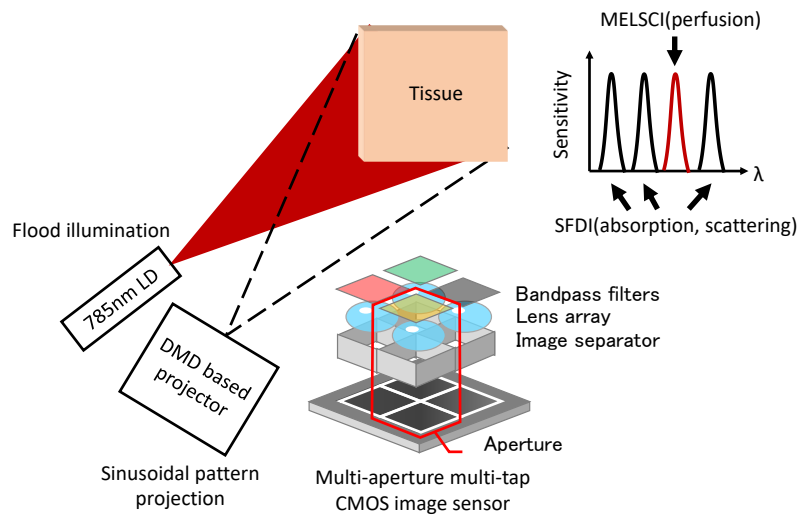 MELSCI(perfusion)
Tissue
Sensitivity
λ
SFDI(absorption, scattering)
Flood illumination
785nm LD
DMD based
projector
Bandpass filters
Lens array
Image separator
Aperture
Sinusoidal pattern
projection
Multi-aperture multi-tap
CMOS image sensor